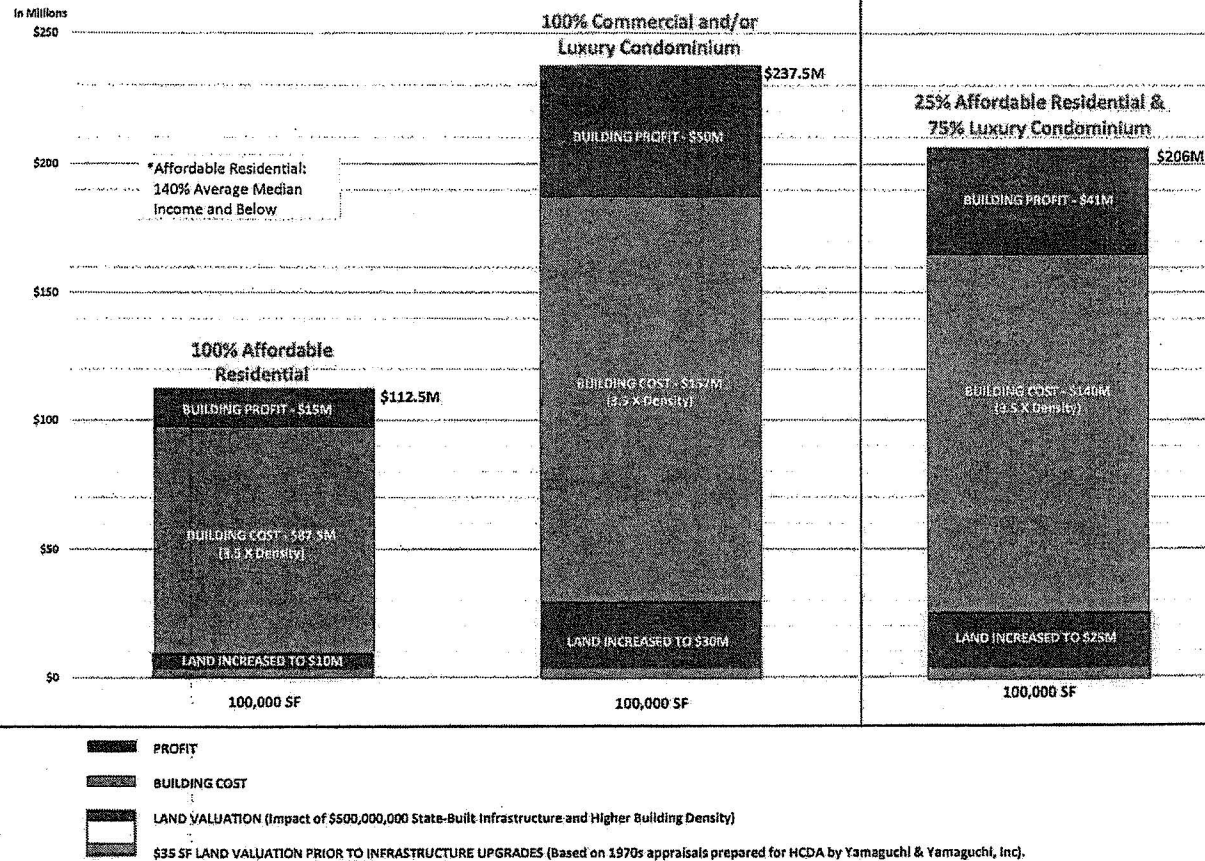 In Millions
$250
$200
$150
$100
$50
$0
100% Affordable
Residential
$112.5M
BUILDING PROFIT - $15M
BUILDING COST - $87.5M
(3.5 X Density)
LAND INCREASED TO $10M
100,000 SF
*Affordable Residential:
140% Average Median
Income and Below
100% Commercial and/or
Luxury Condominium
$237.5M
BUILDING PROFIT - $50M
BUILDING COST - $157M
(3.5 X Density)
LAND INCREASED TO $30M
100,000 SF
25% Affordable Residential &
75% Luxury Condominium
$206M
BUILDING PROFIT - $41M
BUILDING COST - $140M
(3.5 X Density)
LAND INCREASED TO $25M
100,000 SF
PROFIT
BUILDING COST
LAND VALUATION (Impact of $500,000,000 State-Built Infrastructure and Higher Building Density)
$35 SF LAND VALUATION PRIOR TO INFRASTRUCTURE UPGRADES (Based on 1970s appraisals prepared for HCDA by Yamaguchi & Yamaguchi, Inc).